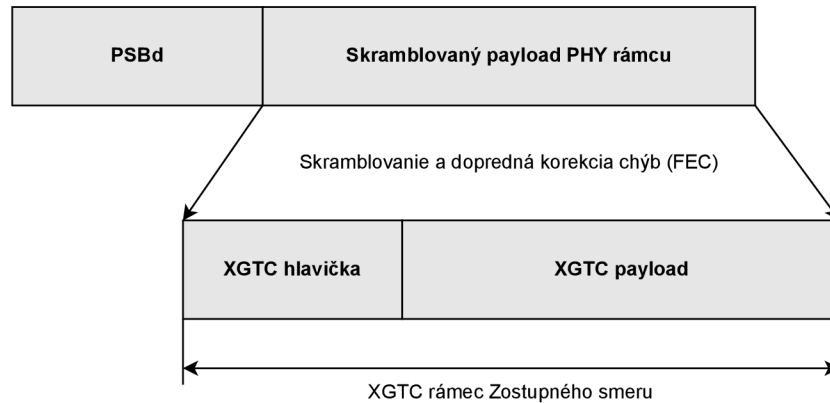 PSBd
Skramblovaný payload PHY rámcu
Skramblovanie a dopredná korekcia chýb (FEC)
XGTC hlavička
XGTC payload
XGTC rámec Zostupného smeru